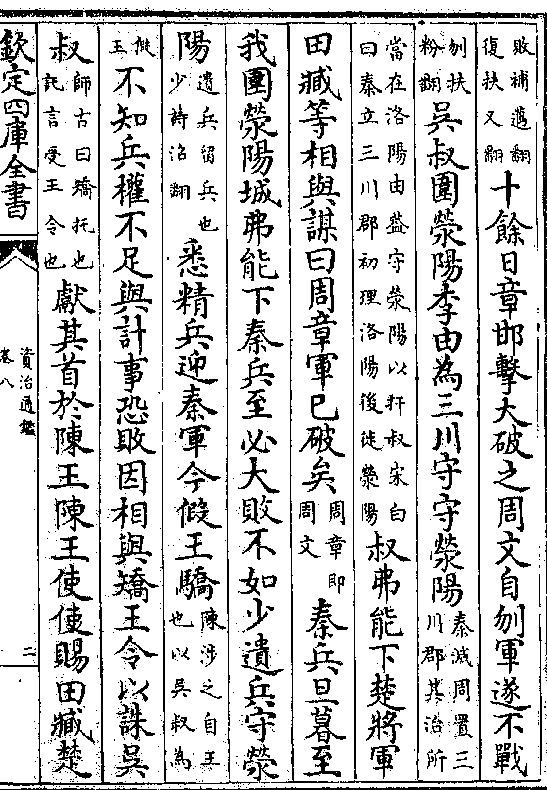 敗補邁翻復扶又翻十餘日章邯擊大破之周文自刎軍遂不戰
刎扶粉翻吳叔圍滎陽李由為三川守守滎陽秦滅周置三川郡其治所
當在洛陽由葢守滎陽以扞叔宋白曰秦立三川郡初理洛陽後徙滎陽叔弗能下楚將軍
田臧等相與謀曰周章軍已破矣周章即周文秦兵旦暮至
我圍滎陽城弗能下秦兵至必大敗不如少遺兵守滎
陽遺兵留兵也少詩沼翻悉精兵迎秦軍今假王驕陳涉之自王也以吳叔為
假王不知兵權不足與計事恐敗因相與矯王令以誅吳
叔師古曰矯托也託言受王令也獻其首於陳王陳王使使賜田臧楚
欽定四庫全書
資治通鑑
卷八
二